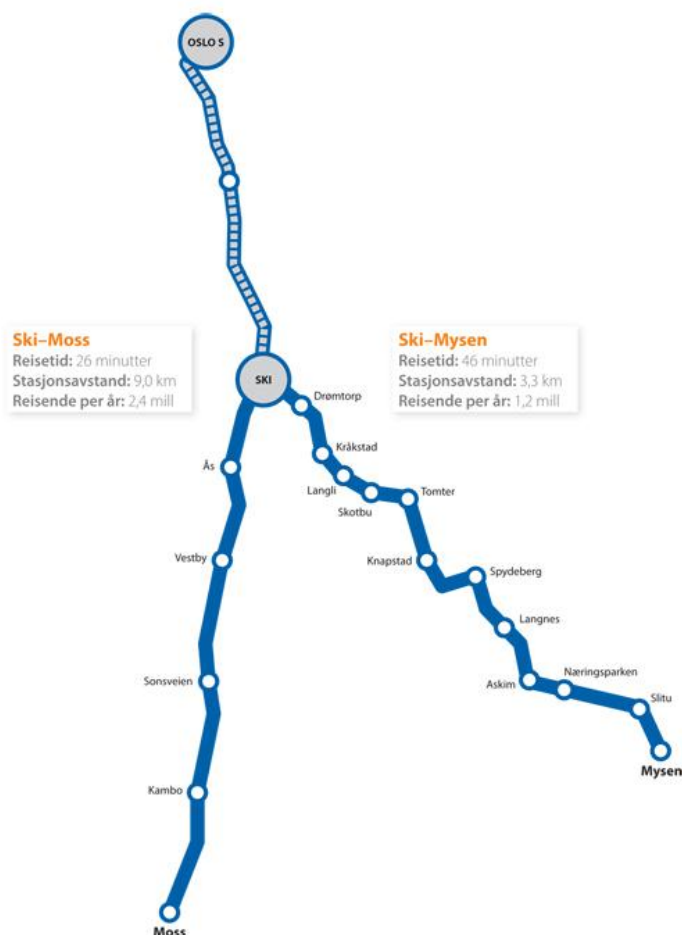 OSLO S
Ski–Moss
Reisetid: 26 minutter
Stasjonsavstand: 9,0 km
Reisende per år: 2,4 mill
Ski–Mysen
Reisetid: 46 minutter
Stasjonsavstand: 3,3 km
Reisende per år: 1,2 mill
SKI
Drømtorp
Kråkstad
Ås
Langli
Tomter
Skotbu
Vestby
Knapstad
Spydeberg
Langnes
Næringsparken
Sonsveien
Askim
Slitu
Mysen
Kambo
Moss